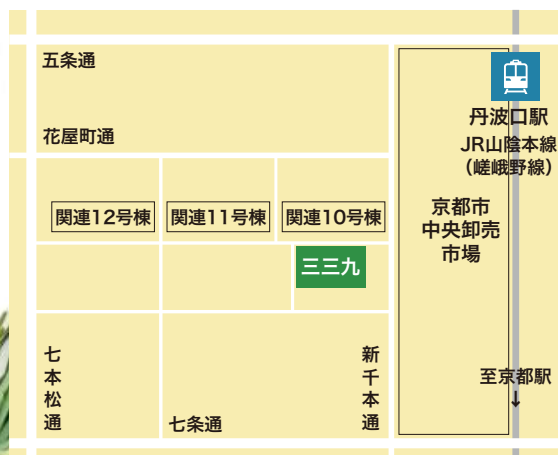 五条通
花屋町通
丹波口駅
JR山陰本線
(嵯峨野線)
関連12号棟
関連11号棟
関連10号棟
京都市
中央卸売
市場
三三九
七本松通
七条通
新千本通
至京都駅
↓